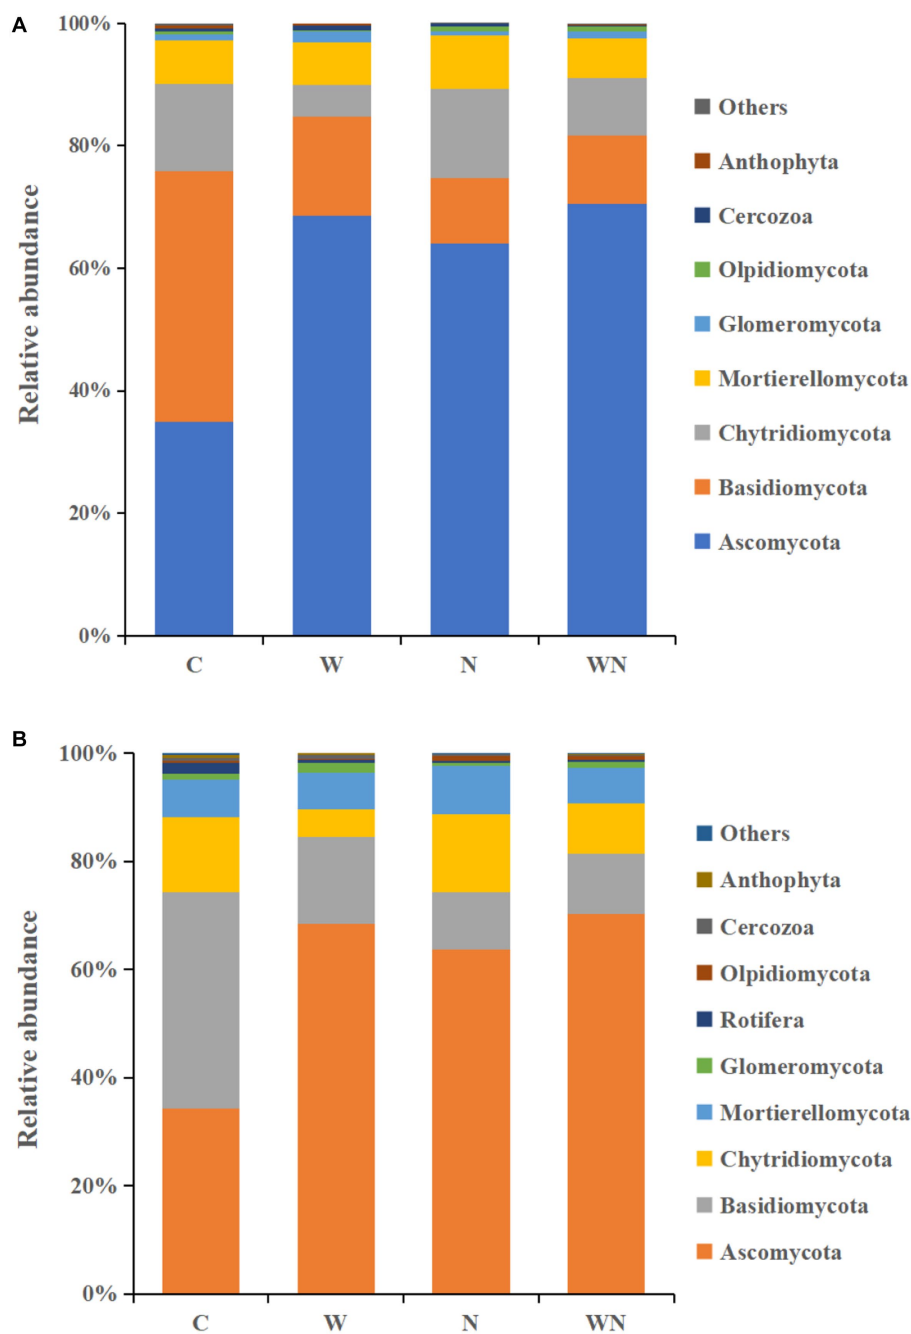 A
100%
80%
60%
40%
20%
0%
Relative abundance
C
W
N
WN
Others
Anthophyta
Cercozoa
Olpidiomycota
Glomeromycota
Mortierellomycota
Chytridiomycota
Basidiomycota
Ascomycota
B
100%
80%
60%
40%
20%
0%
Relative abundance
C
W
N
WN
Others
Anthophyta
Cercozoa
Olpidiomycota
Rotifera
Glomeromycota
Mortierellomycota
Chytridiomycota
Basidiomycota
Ascomycota